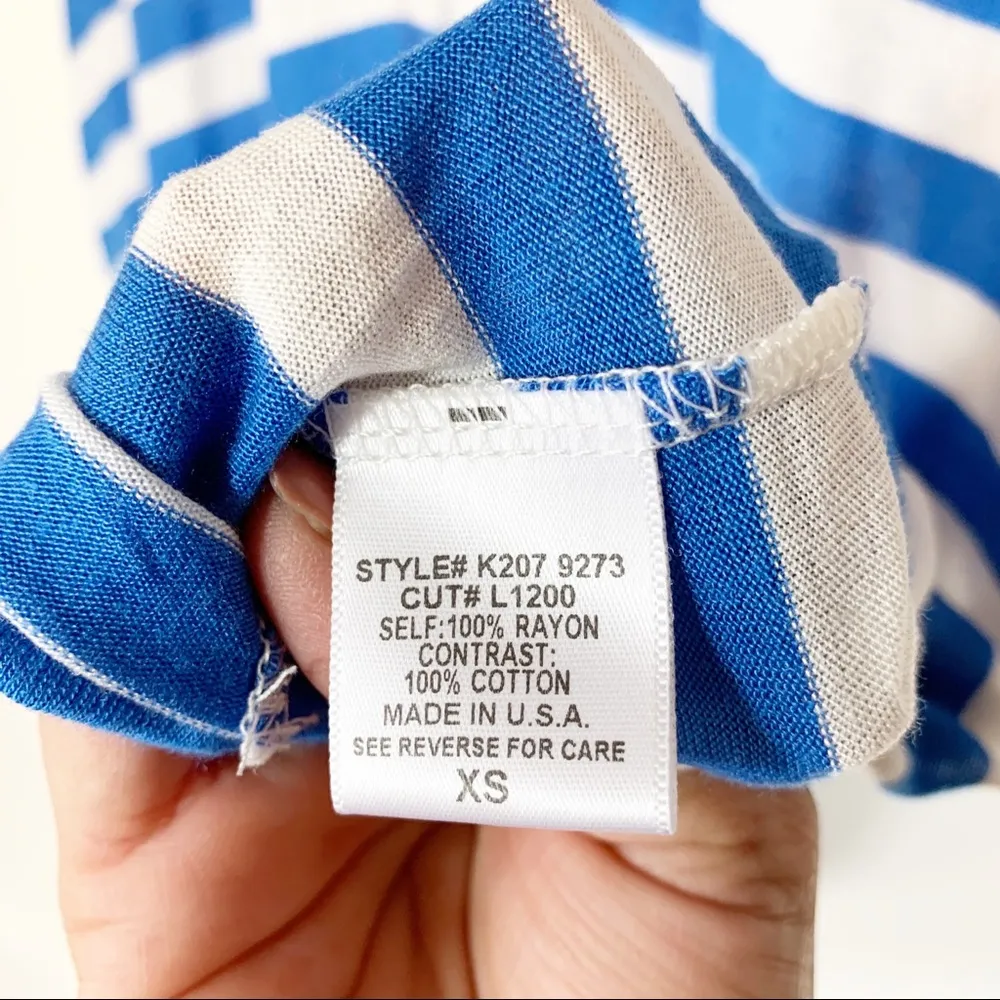 STYLE# K207 9273
CUT# L1200
SELF:100% RAYON
CONTRAST:
100% COTTON
MADE IN U.S.A.
SEE REVERSE FOR CARE
XS